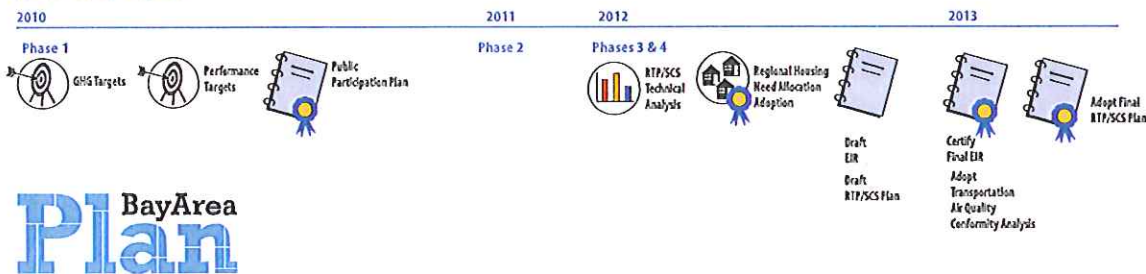 2010
2011
2012
2013
Phase 1
Phase 2
Phases 3 & 4
GHG Targets
Performance
Targets
Public
Participation Plan
RTP/SCS
Technical
Analysis
Regional Housing
Need Allocation
Adoption
Draft
EIR
Draft
RTP/SCS Plan
Certify
Final EIR
Adopt
Transportation
Air Quality
Conformity Analysis
Adopt Final
RTP/SCS Plan
BayArea
Plan